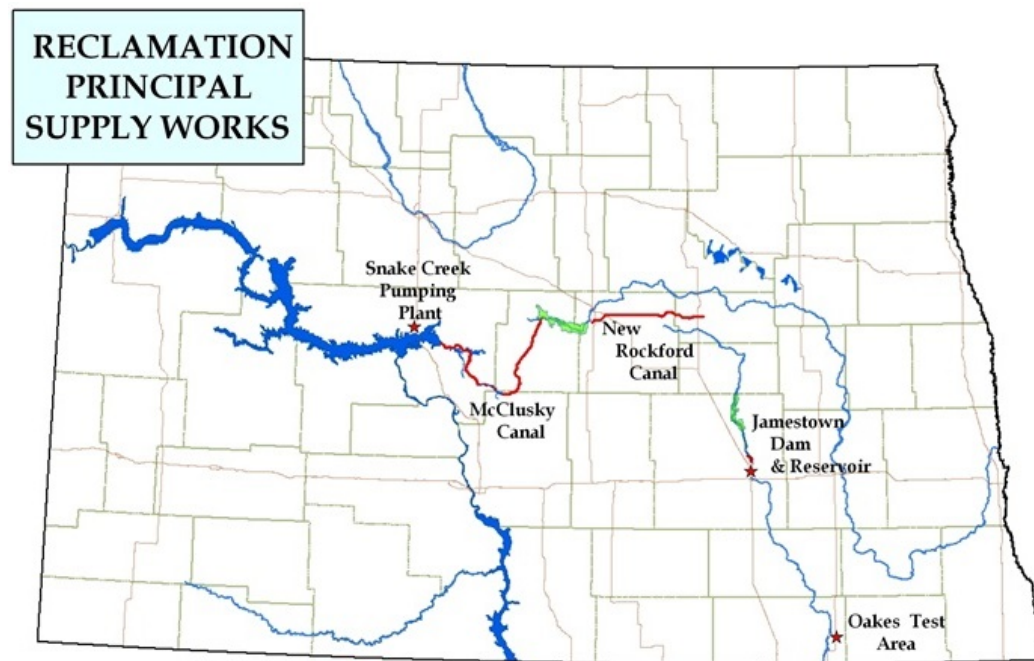 RECLAMATION
PRINCIPAL
SUPPLY WORKS
Snake Creek
Pumping
Plant
New
Rockford
Canal
McClusky
Canal
Jamestown
Dam
& Reservoir
Oakes Test
Area